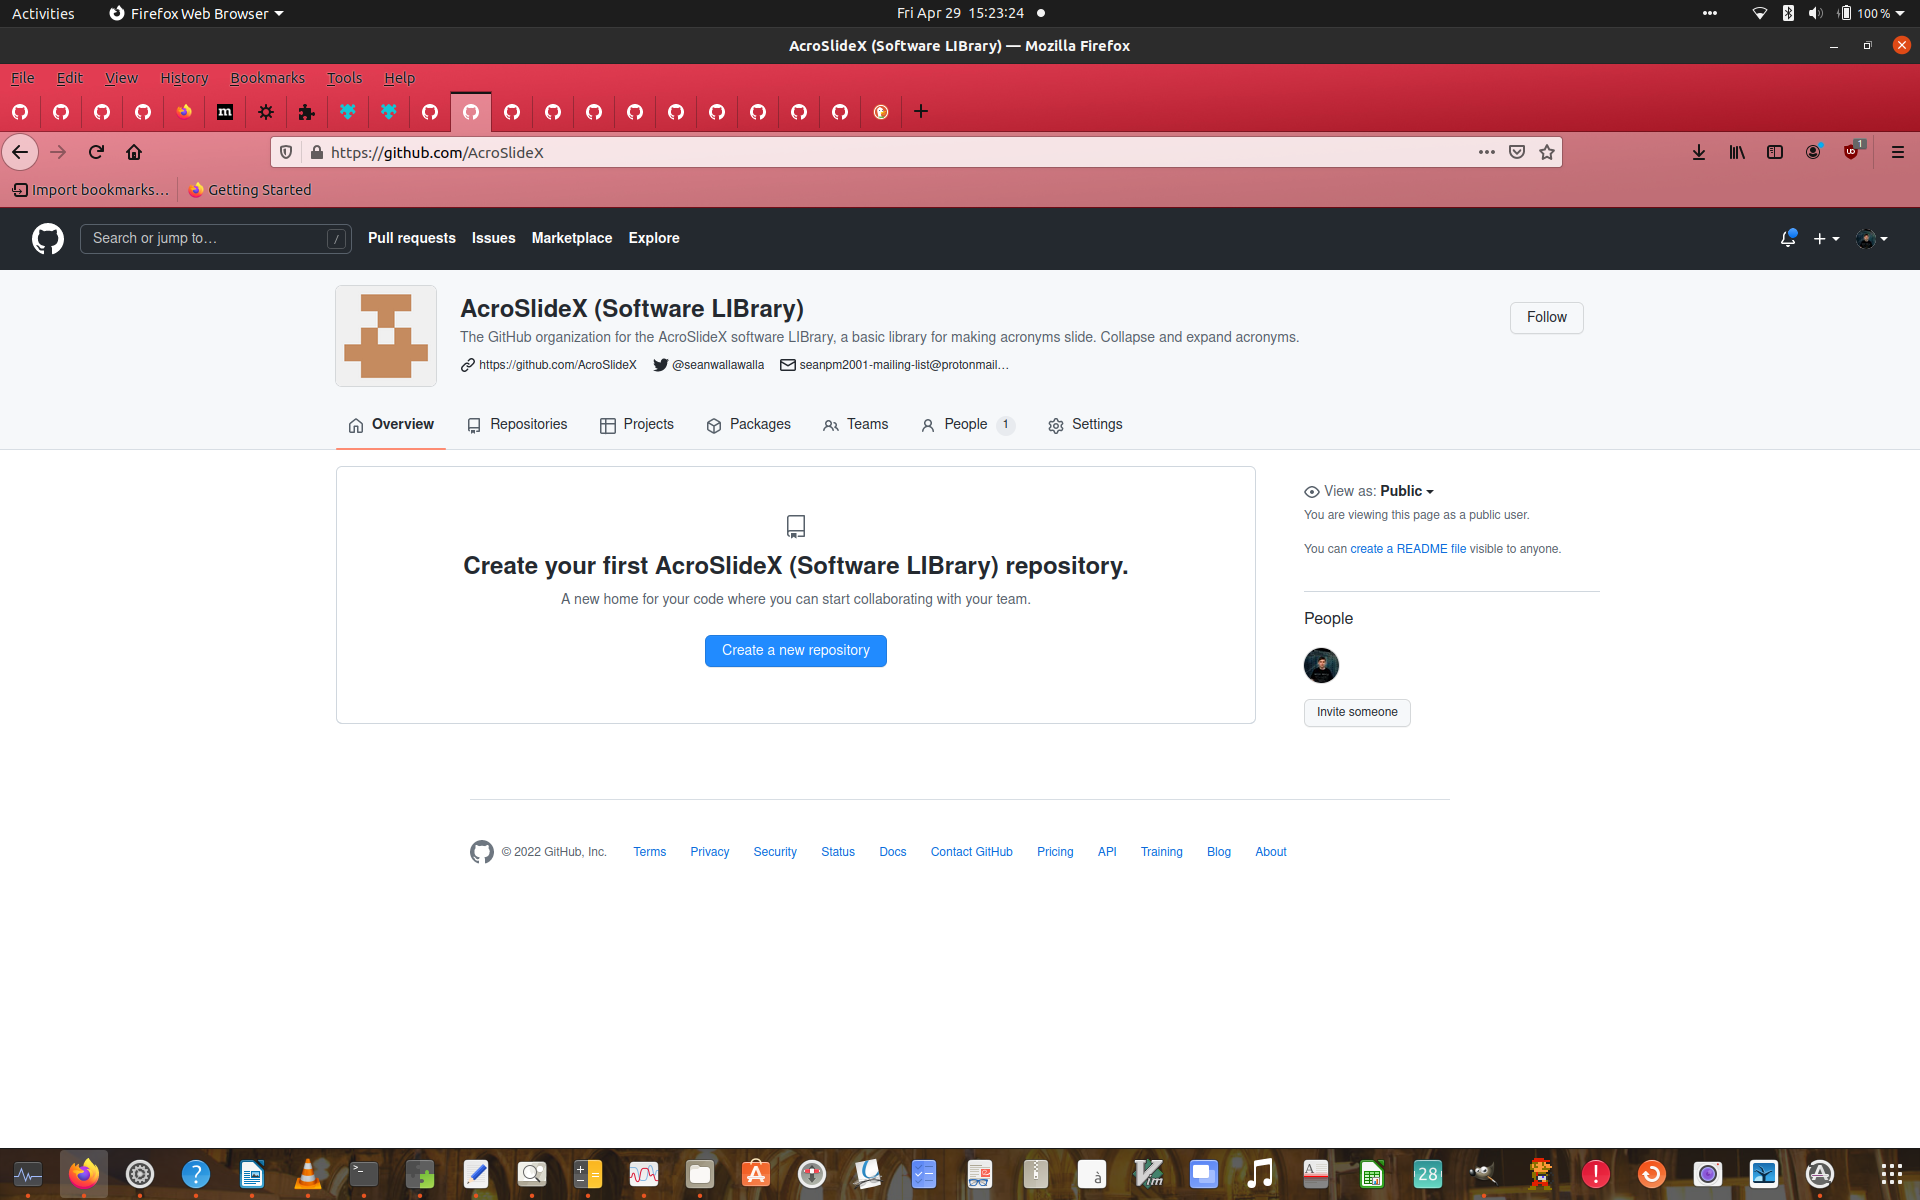 Activities
Firefox Web Browser
Fri Apr 29 15:23:24
100 %
AcroSlideX (Software LIBrary) — Mozilla Firefox
File Edit View History Bookmarks Tools Help
https://github.com/AcroSlideX
1
Import bookmarks...
Getting Started
Search or jump to...
/
Pull requests
Issues
Marketplace
Explore
AcroSlideX (Software LIBrary)
Follow
The GitHub organization for the AcroSlideX software LIBrary, a basic library for making acronyms slide. Collapse and expand acronyms.
https://github.com/AcroSlideX
@seanwallawalla
seanpm2001-mailing-list@protonmail...
Overview
Repositories
Projects
Packages
Teams
People 1
Settings
Create your first AcroSlideX (Software LIBrary) repository.
A new home for your code where you can start collaborating with your team.
Create a new repository
View as: Public
You are viewing this page as a public user.
You can create a README file visible to anyone.
People
Invite someone
© 2022 GitHub, Inc.
Terms
Privacy
Security
Status
Docs
Contact GitHub
Pricing
API
Training
Blog
About
28